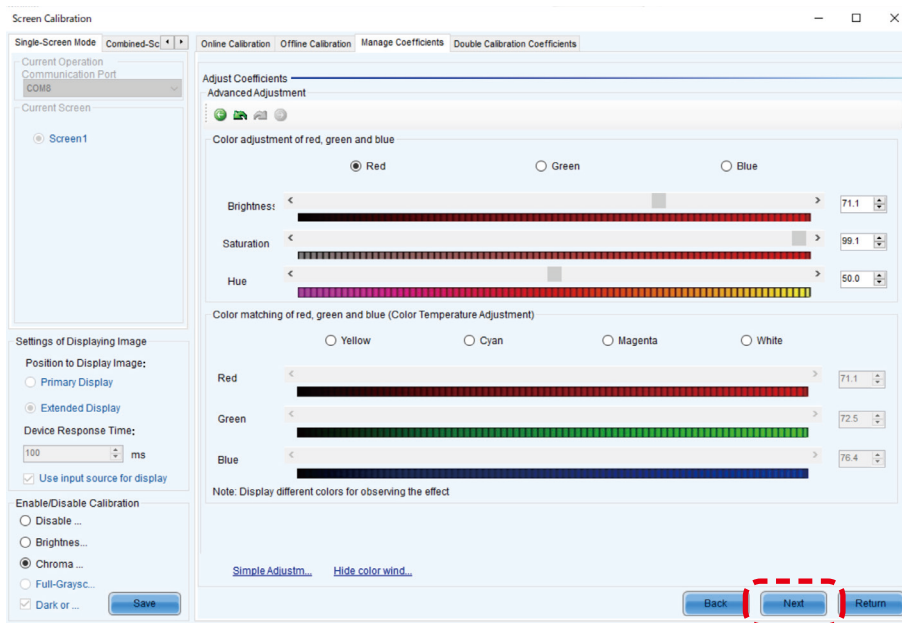 Screen Calibration
Single-Screen Mode Combined-Sc
Current Operation
Communication Port
COM8
Current Screen
Screen1
Settings of Displaying Image
Position to Display Image:
Primary Display
Extended Display
Device Response Time:
100 ms
Use input source for display
Enable/Disable Calibration
Disable ...
Brightnes...
Chroma ...
Full-Graysc...
Dark or ... Save
Online Calibration Offline Calibration Manage Coefficients Double Calibration Coefficients
Adjust Coefficients
Advanced Adjustment
Color adjustment of red, green and blue
Red Green Blue
Brightness 71.1
Saturation 99.1
Hue 50.0
Color matching of red, green and blue (Color Temperature Adjustment)
Yellow Cyan Magenta White
Red 71.1
Green 72.5
Blue 76.4
Note: Display different colors for observing the effect
Simple Adjustm... Hide color wind...
Back Next Return